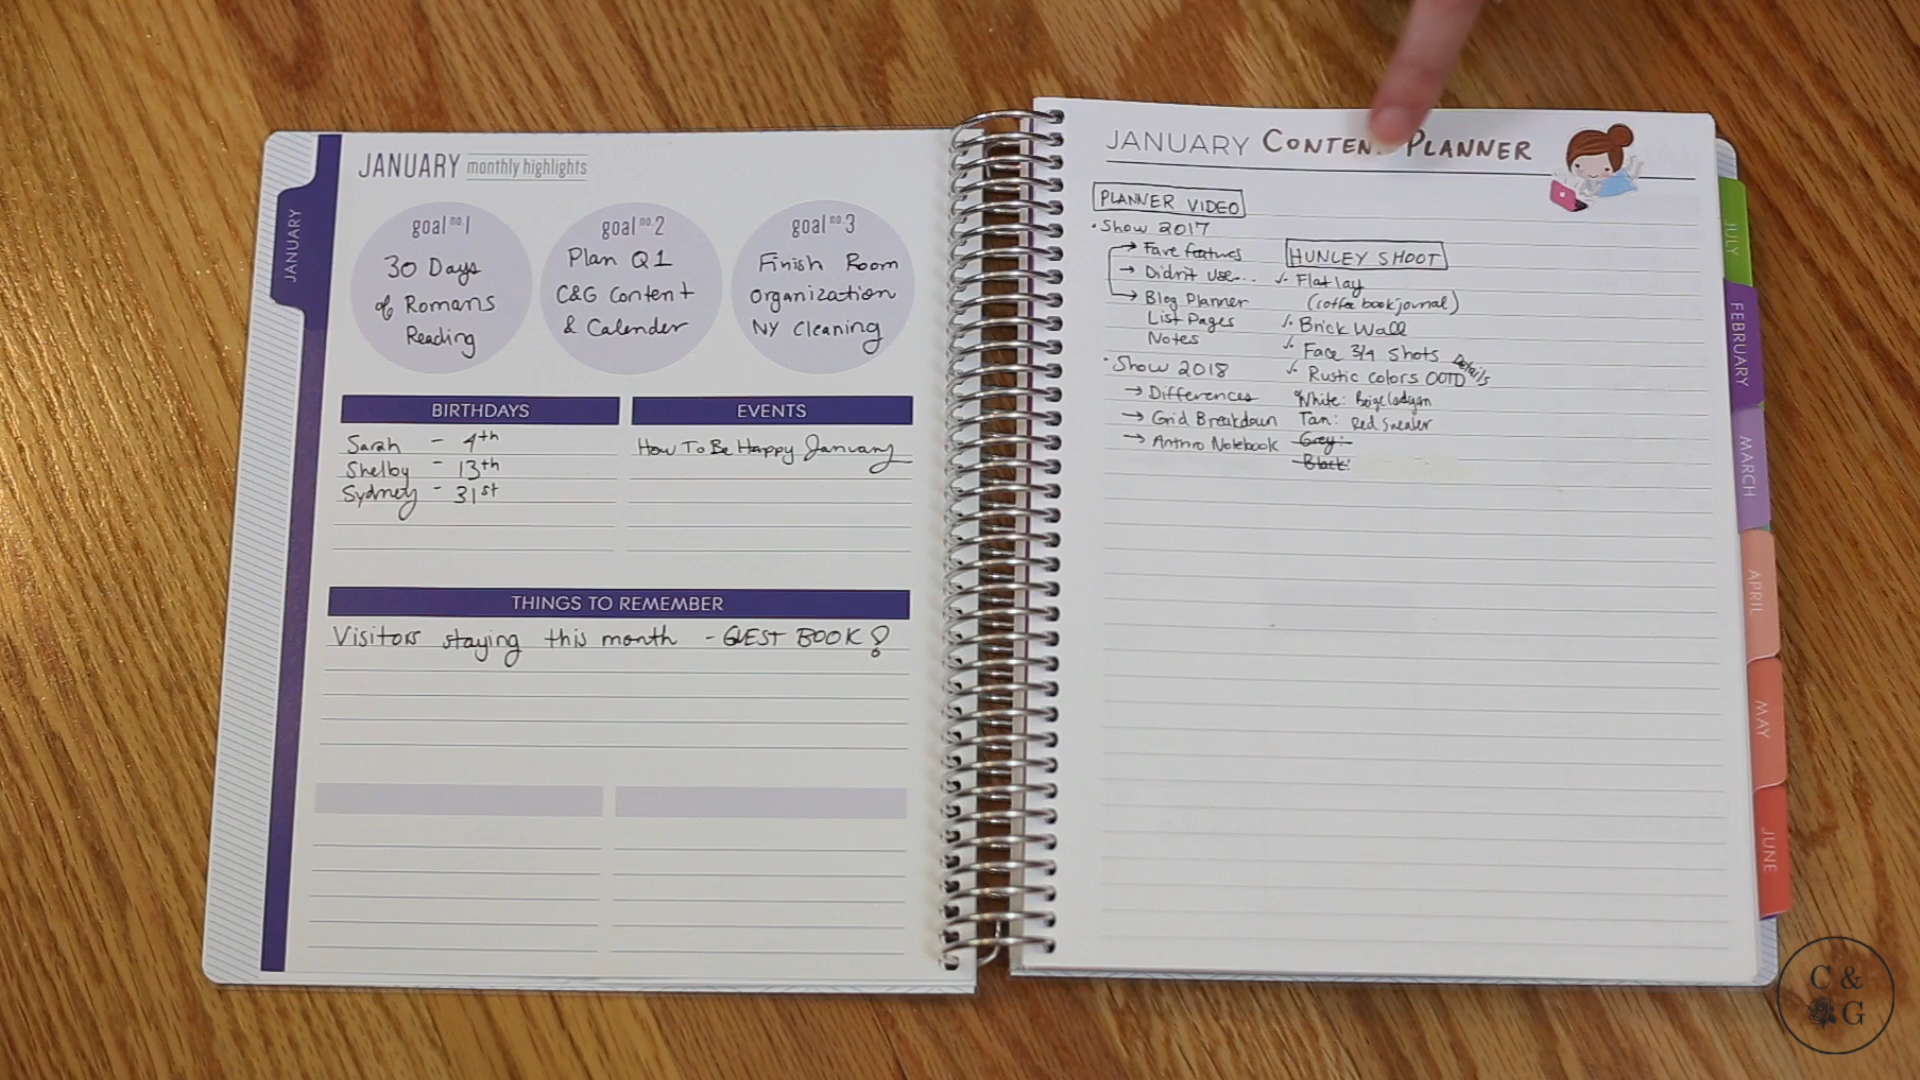 JANUARY monthly highlights
goal no.1
30 Days
of Romans
Reading
goal no.2
Plan Q1
C&G Content
& Calender
goal no.3
Finish Room
organization
NY Cleaning
BIRTHDAYS
Sarah - 4th
Shelby - 13th
Sydney - 31st
EVENTS
How To Be Happy January
THINGS TO REMEMBER
Visitors staying this month - GUEST BOOK!
JANUARY
JANUARY CONTENT PLANNER
PLANNER VIDEO
• Show 2017
→ Fave features
→ Didn't use...
→ Blog Planner
List Pages
Notes
• Show 2018
→ Differences
→ Grid Breakdown
→ Anthro Notebook
HUNLEY SHOOT
Flatlay
(coffee book journal)
Brick Wall
Face 3/4 Shots
Rustic Colors OOTD Details
White: Beige Cardigan
Tan: Red Sneaker
Grey:
Black:
JULY
FEBRUARY
MARCH
APRIL
MAY
JUNE
C &
G